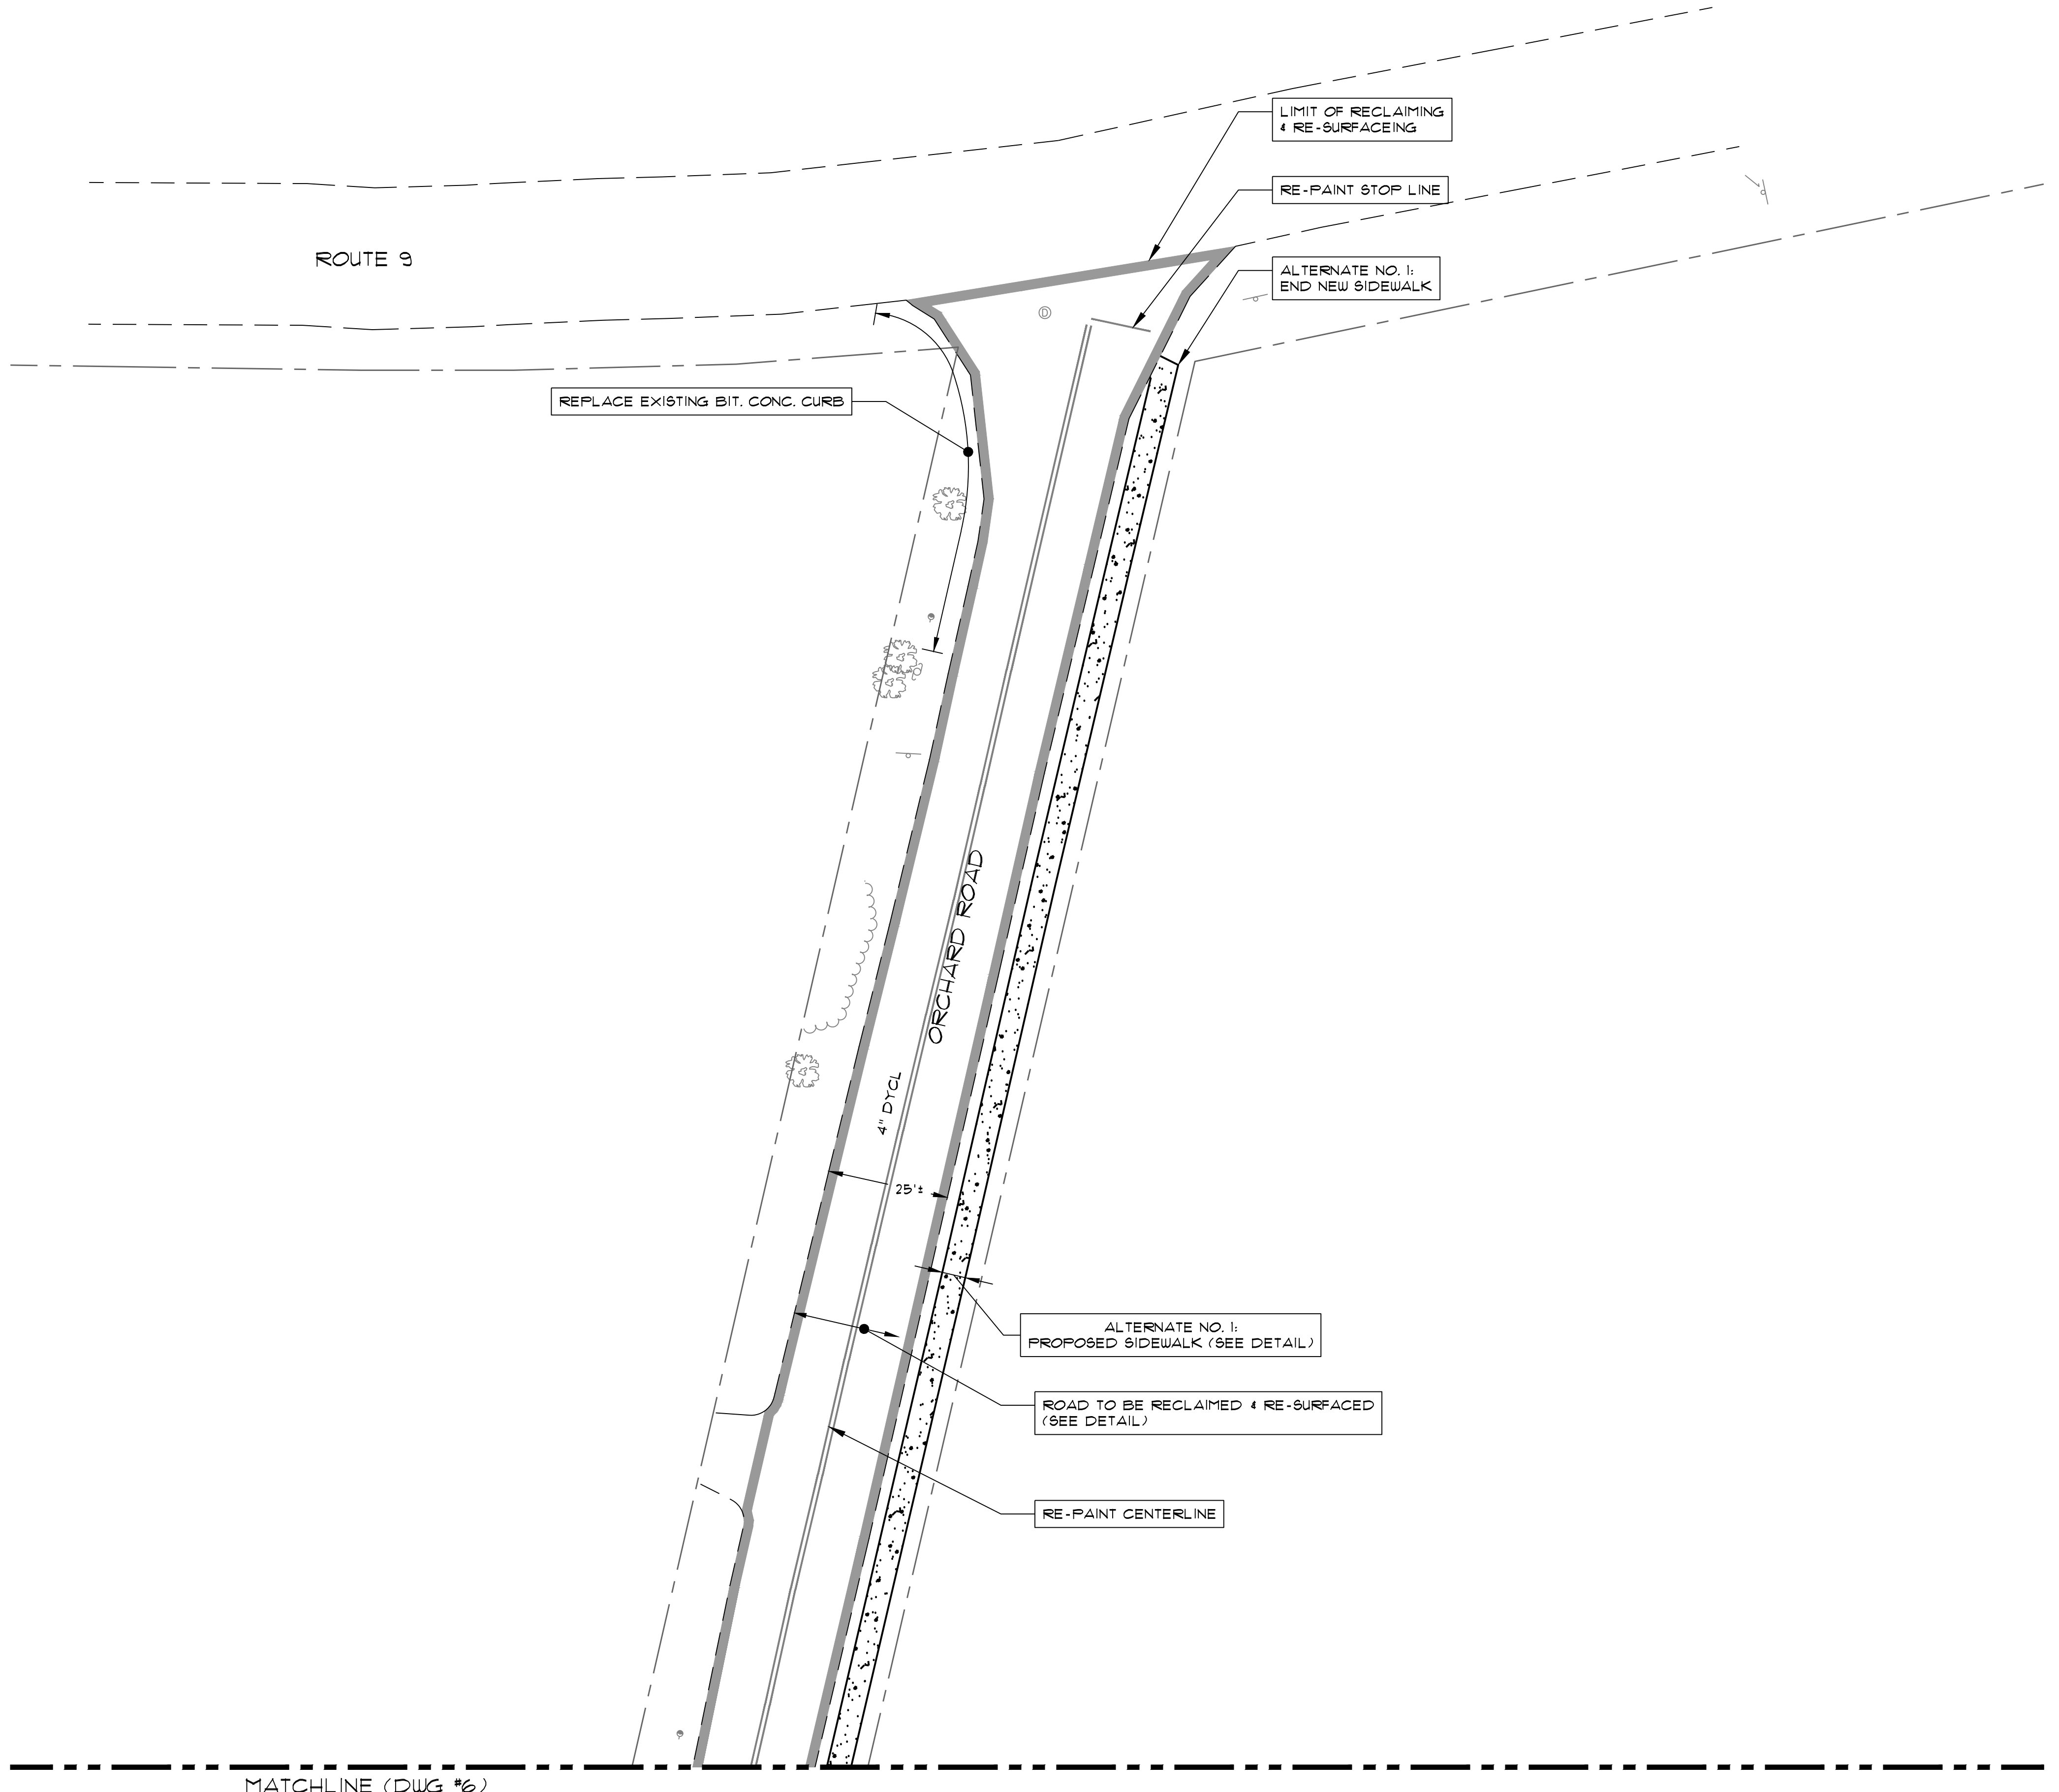 LIMIT OF RECLAIMING
& RE-SURFACEING
RE-PAINT STOP LINE
ROUTE 9
ALTERNATE NO. 1:
END NEW SIDEWALK
D
REPLACE EXISTING BIT. CONC. CURB
ORCHARD ROAD
4" DYCL
25'±
ALTERNATE NO. 1:
PROPOSED SIDEWALK (SEE DETAIL)
ROAD TO BE RECLAIMED & RE-SURFACED
(SEE DETAIL)
RE-PAINT CENTERLINE
MATCHLINE (DWG #6)